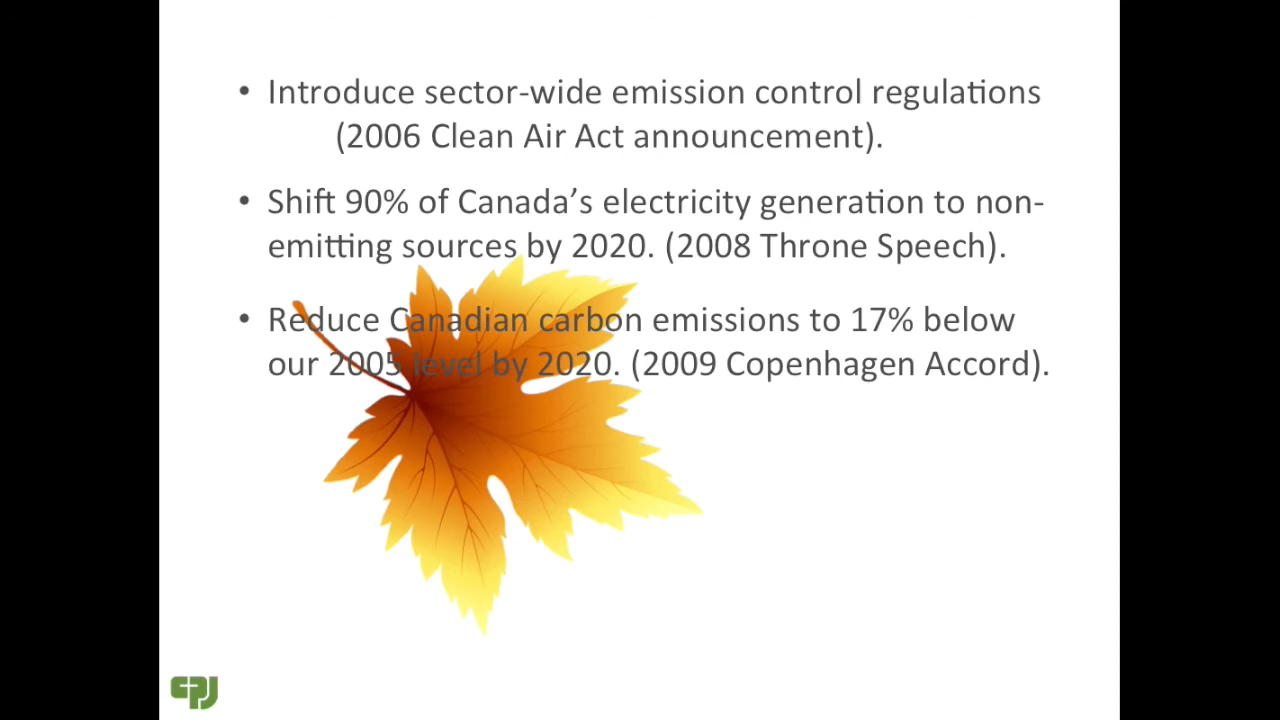 • Introduce sector-wide emission control regulations
(2006 Clean Air Act announcement).
• Shift 90% of Canada’s electricity generation to non-
emitting sources by 2020. (2008 Throne Speech).
• Reduce Canadian carbon emissions to 17% below
our 2005 level by 2020. (2009 Copenhagen Accord).
CPJ